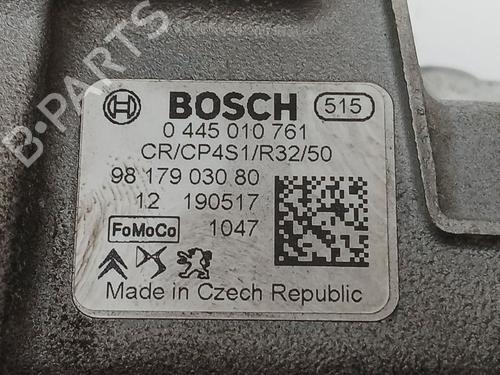 B-PARTS
BOSCH 515
0 445 010 761
CR/CP4S1/R32/50
98 179 030 80
12 190517
FoMoCo 1047
Made in Czech Republic